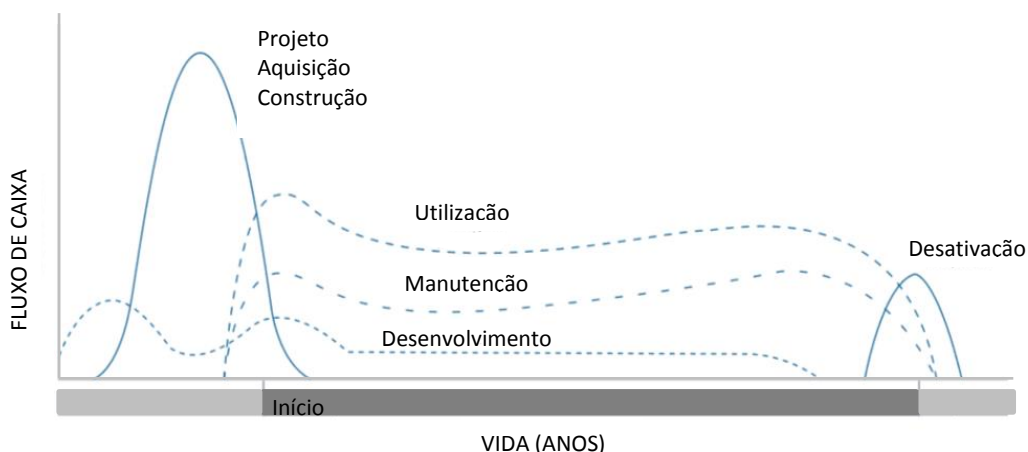 Projeto
Aquisição
Construção
FLUXO DE CAIXA
Utilizacão
Desativacão
Manutencão
Desenvolvimento
Início
VIDA (ANOS)